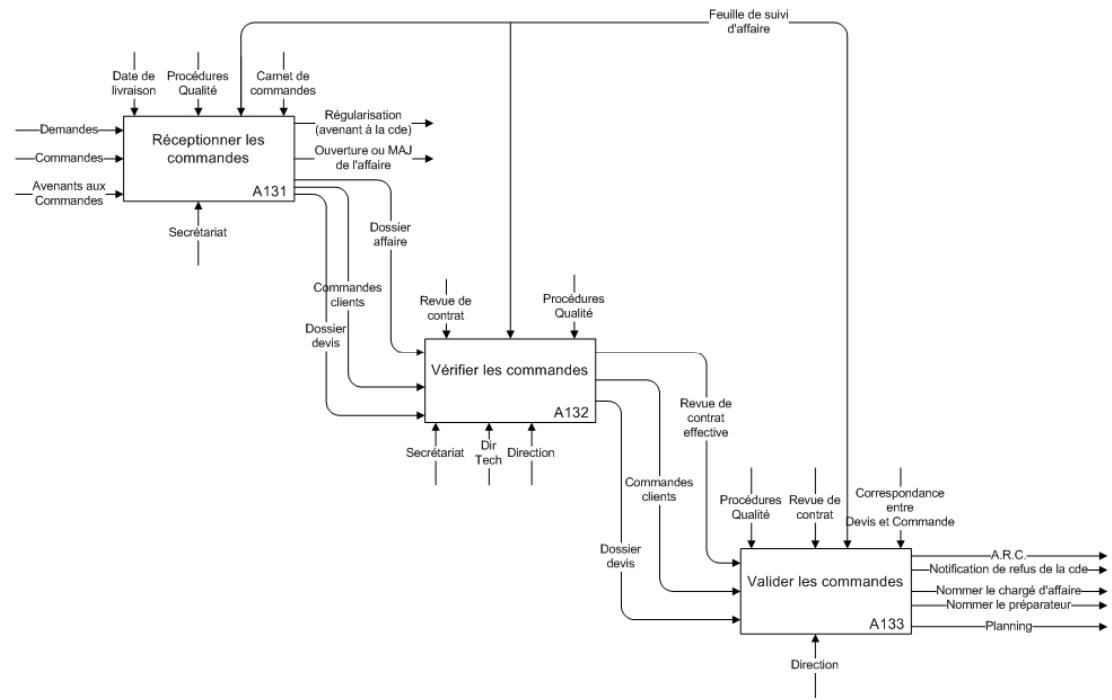 Feuille de suivi
d'affaire
Date de
livraison
Procédures
Qualité
Carnet de
commandes
Demandes
Commandes
Avenants aux
Commandes
Réceptionner les
commandes
A131
Régularisation
(avenant à la cde)
Ouverture ou MAJ
de l'affaire
Secrétariat
Dossier
affaire
Commandes
clients
Dossier
devis
Revue de
contrat
Procédures
Qualité
Vérifier les commandes
A132
Secrétariat
Dir
Tech
Direction
Revue de
contrat
effective
Commandes
clients
Dossier
devis
Procédures
Qualité
Revue de
contrat
Correspondance
entre
Devis et Commande
Valider les commandes
A133
A.R.C.
Notification de refus de la cde
Nommer le chargé d'affaire
Nommer le préparateur
Planning
Direction